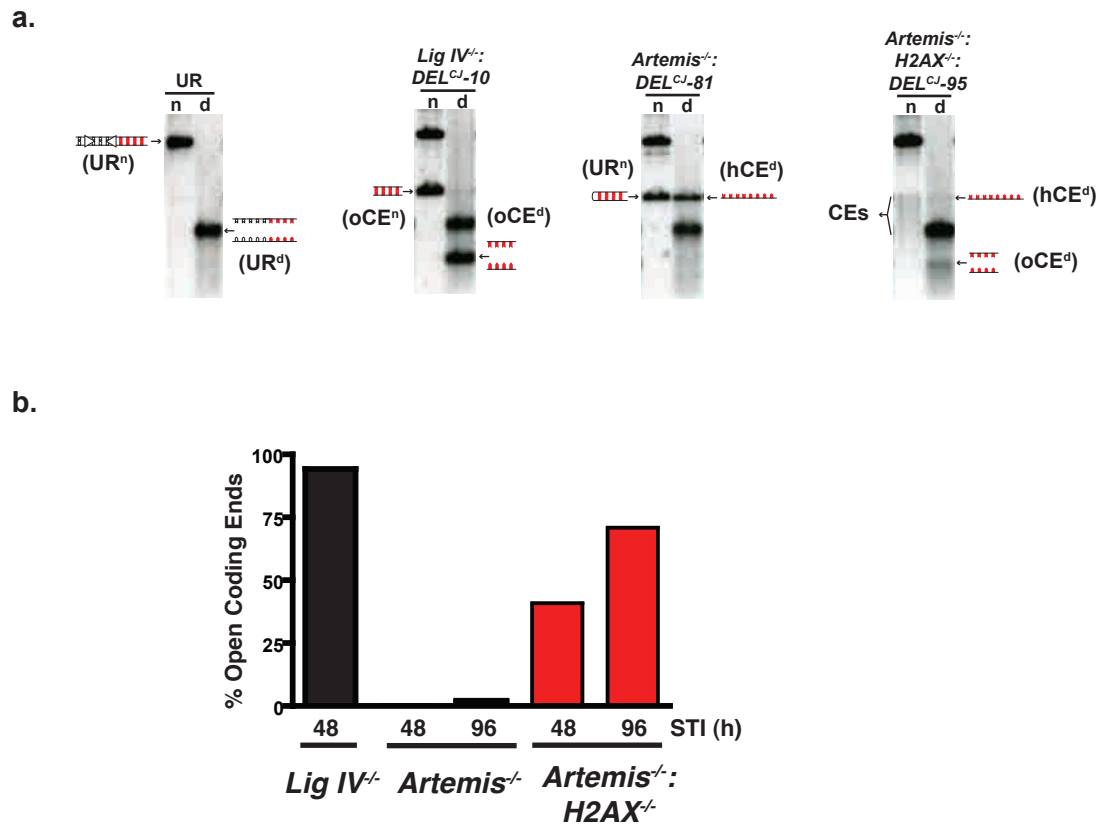 a.
UR
n d
(URⁿ)
(URᵈ)
Lig IV⁻/⁻:
DELᶜᴶ-10
n d
(oCEⁿ)
(oCEᵈ)
Artemis⁻/⁻:
DELᶜᴶ-81
n d
(URⁿ)
(hCEᵈ)
Artemis⁻/⁻:
H2AX⁻/⁻:
DELᶜᴶ-95
n d
CEs
(hCEᵈ)
(oCEᵈ)
b.
% Open Coding Ends
100
75
50
25
0
48 48 96 48 96 STI (h)
Lig IV⁻/⁻ Artemis⁻/⁻ Artemis⁻/⁻:
H2AX⁻/⁻